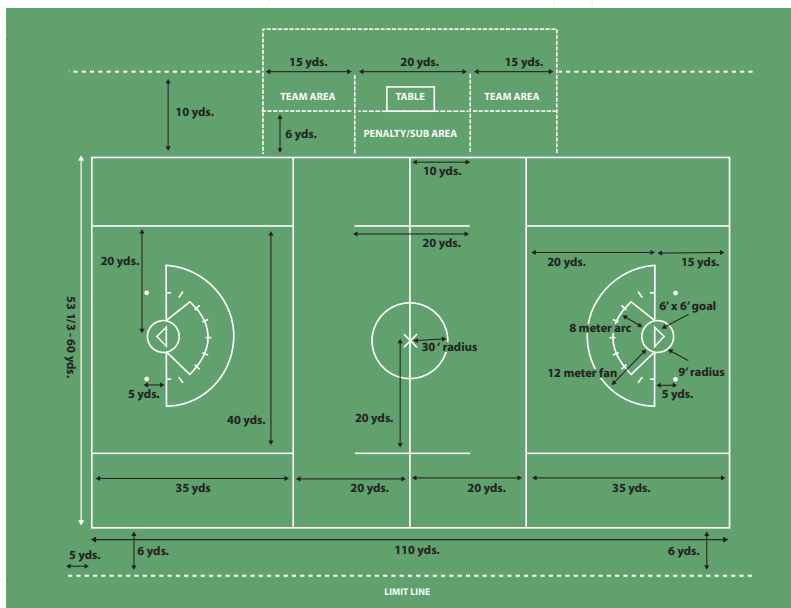 15 yds.
20 yds.
15 yds.
TEAM AREA
TABLE
TEAM AREA
10 yds.
6 yds.
PENALTY/SUB AREA
10 yds.
20 yds.
20 yds.
20 yds.
15 yds.
53 1/3 - 60 yds.
6' x 6' goal
8 meter arc
30' radius
12 meter fan
9' radius
5 yds.
5 yds.
40 yds.
20 yds.
35 yds
20 yds.
20 yds.
35 yds.
5 yds.
6 yds.
110 yds.
6 yds.
LIMIT LINE